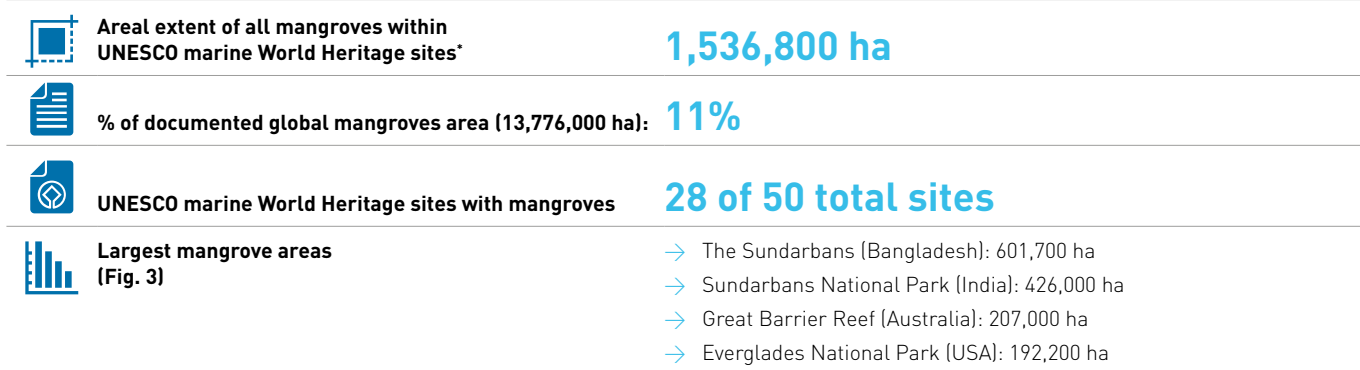 Areal extent of all mangroves within
UNESCO marine World Heritage sites*
1,536,800 ha
% of documented global mangroves area (13,776,000 ha):
11%
UNESCO marine World Heritage sites with mangroves
28 of 50 total sites
Largest mangrove areas
(Fig. 3)
→ The Sundarbans (Bangladesh): 601,700 ha
→ Sundarbans National Park (India): 426,000 ha
→ Great Barrier Reef (Australia): 207,000 ha
→ Everglades National Park (USA): 192,200 ha